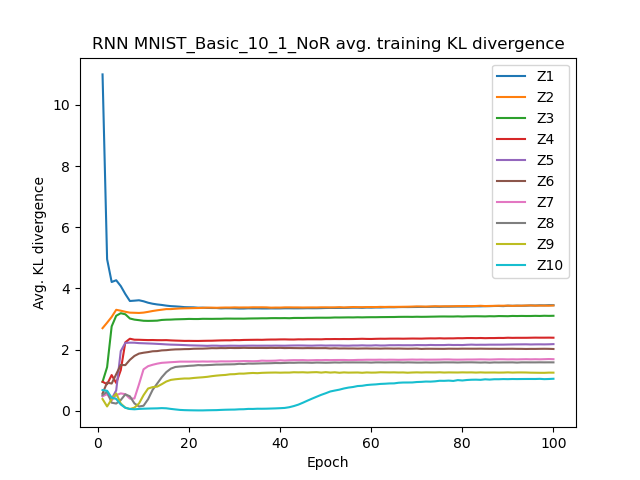 RNN MNIST_Basic_10_1_NoR avg. training KL divergence
Avg. KL divergence
10
8
6
4
2
0
0 20 40 60 80 100
Epoch
Z1
Z2
Z3
Z4
Z5
Z6
Z7
Z8
Z9
Z10